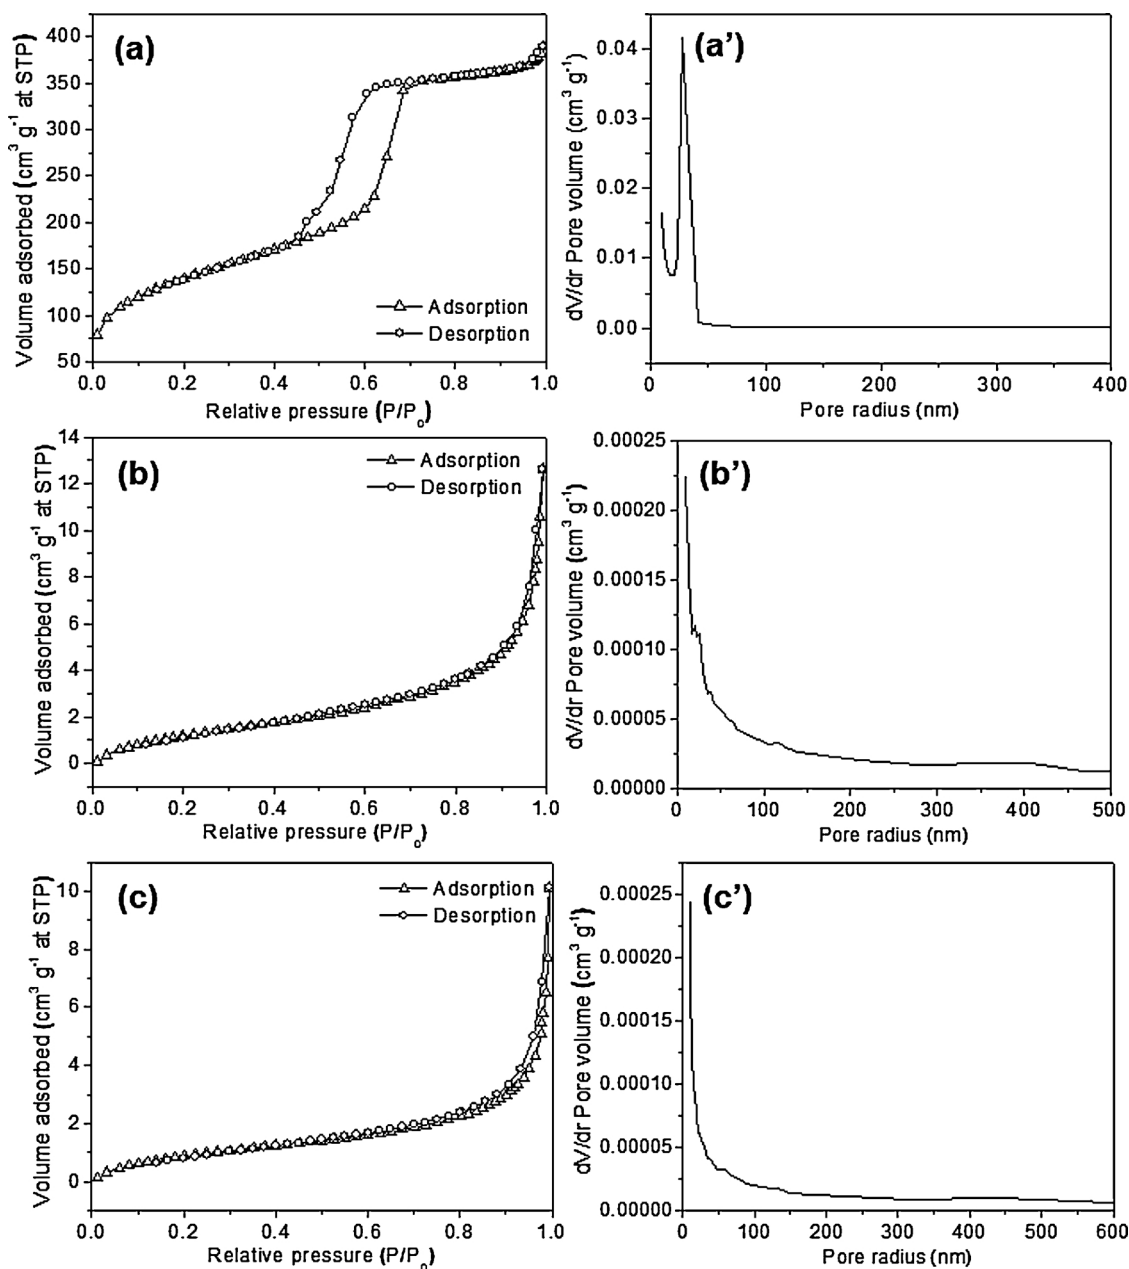 (a)
Volume adsorbed (cm³ g⁻¹ at STP)
400
350
300
250
200
150
100
50
Adsorption
Desorption
0.0 0.2 0.4 0.6 0.8 1.0
Relative pressure (P/P₀)
(a’)
dV/dr Pore volume (cm³ g⁻¹)
0.04
0.03
0.02
0.01
0.00
0 100 200 300 400
Pore radius (nm)
(b)
Volume adsorbed (cm³ g⁻¹ at STP)
14
12
10
8
6
4
2
0
Adsorption
Desorption
0.0 0.2 0.4 0.6 0.8 1.0
Relative pressure (P/P₀)
(b’)
dV/dr Pore volume (cm³ g⁻¹)
0.00025
0.00020
0.00015
0.00010
0.00005
0.00000
0 100 200 300 400 500
Pore radius (nm)
(c)
Volume adsorbed (cm³ g⁻¹ at STP)
10
8
6
4
2
0
Adsorption
Desorption
0.0 0.2 0.4 0.6 0.8 1.0
Relative pressure (P/P₀)
(c’)
dV/dr Pore volume (cm³ g⁻¹)
0.00025
0.00020
0.00015
0.00010
0.00005
0.00000
0 100 200 300 400 500 600
Pore radius (nm)